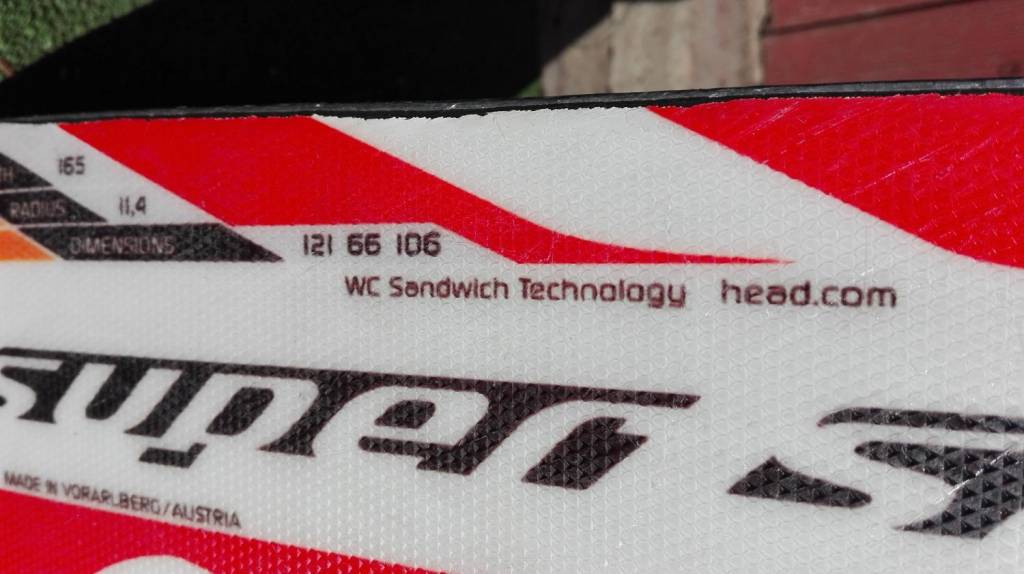 165
RADIUS 11,4
DIMENSIONS 121 66 106
WC Sandwich Technology head.com
super
MADE IN VORARLBERG/AUSTRIA